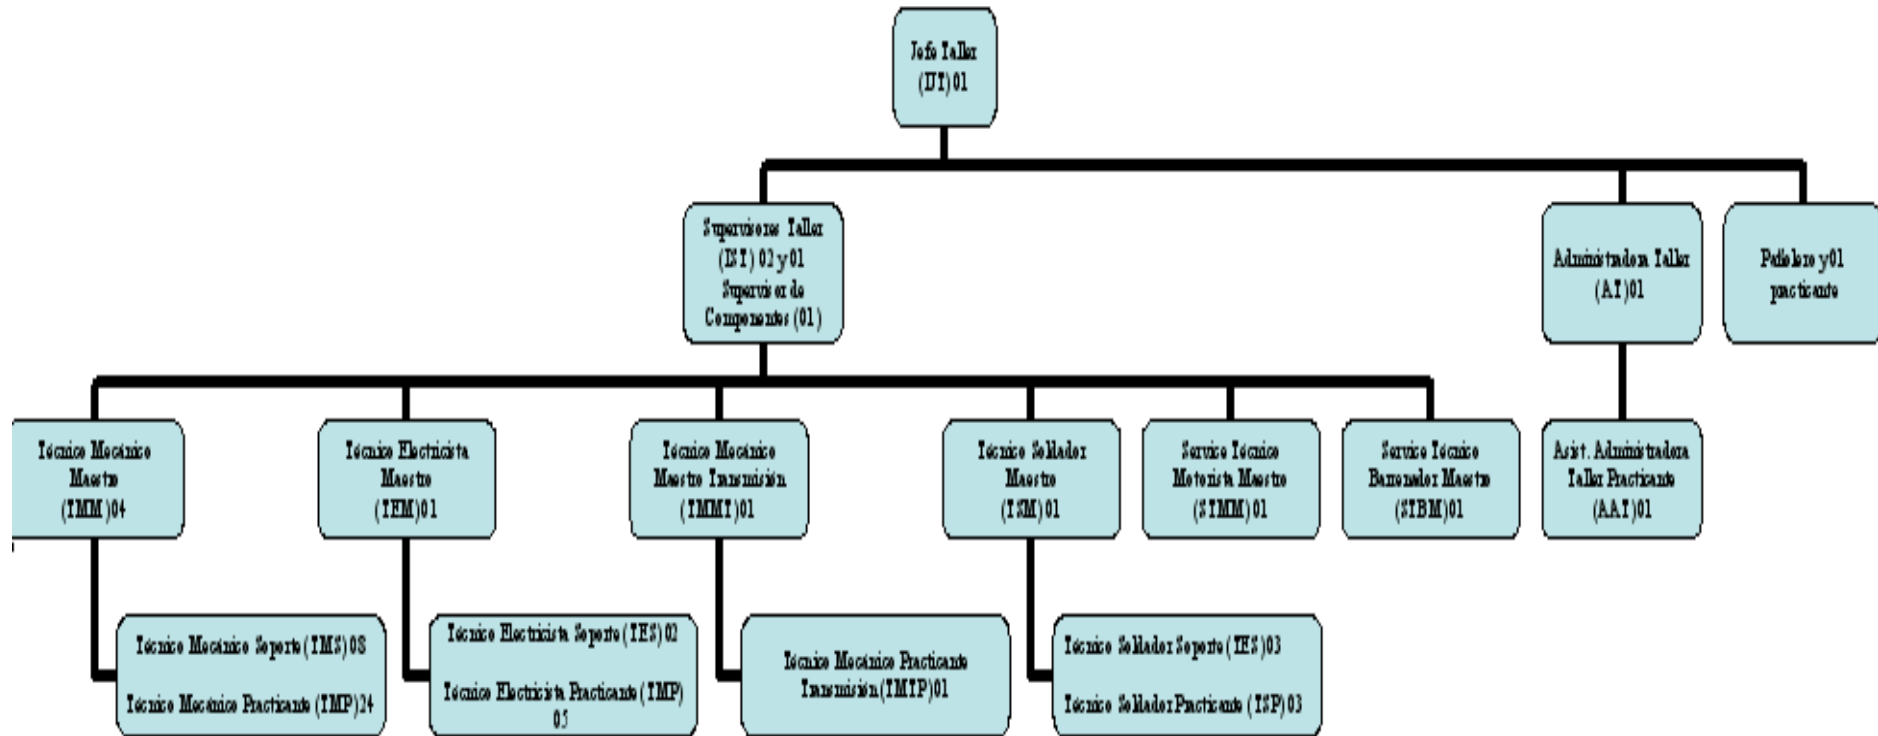 Jefe Taller
(IJT)01
Supervisores Taller
(IST) 02 y 01
Supervisor de
Componentes (01)
Administradora Taller
(AT)01
Pañolero y 01
practicante
Técnico Mecánico
Maestro
(TMM)04
Técnico Electricista
Maestro
(TEM)01
Técnico Mecánico
Maestro Transmisión
(TMMT)01
Técnico Soldador
Maestro
(TSM)01
Service Técnico
Motorista Maestro
(STMM)01
Service Técnico
Barrenador Maestro
(STBM)01
Asist. Administradora
Taller Practicante
(AAT)01
Técnico Mecánico Soporte (TMS)08
Técnico Mecánico Practicante (TMP)24
Técnico Electricista Soporte (TES)02
Técnico Electricista Practicante (TMP)
05
Técnico Mecánico Practicante
Transmisión (TMTP)01
Técnico Soldador Soporte (TES)03
Técnico Soldador Practicante (TSP)03